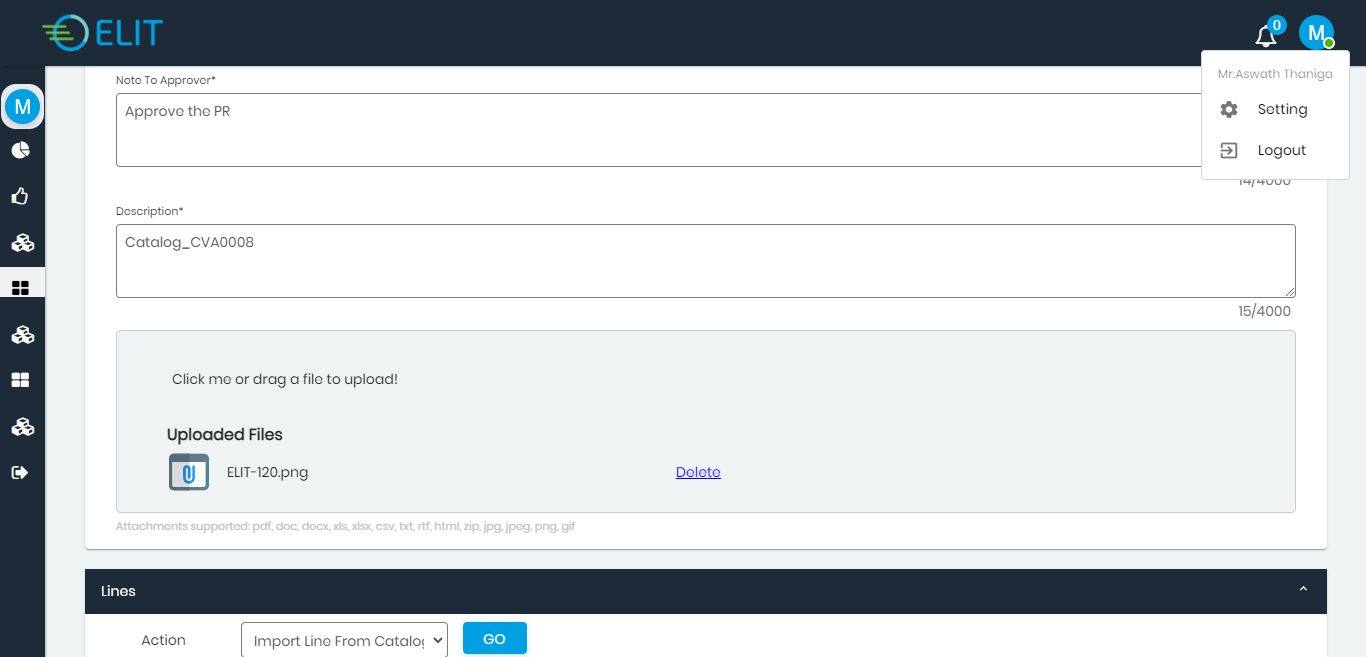 ELIT
0
M
Mr.Aswath Thaniga
Setting
Logout
M
Note To Approver*
Approve the PR
14/4000
Description*
Catalog_CVA0008
15/4000
Click me or drag a file to upload!
Uploaded Files
ELIT-120.png
Delete
Attachments supported: pdf, doc, docx, xls, xlsx, csv, txt, rtf, html, zip, jpg, jpeg, png, gif
Lines
Action
Import Line From Catalog
GO